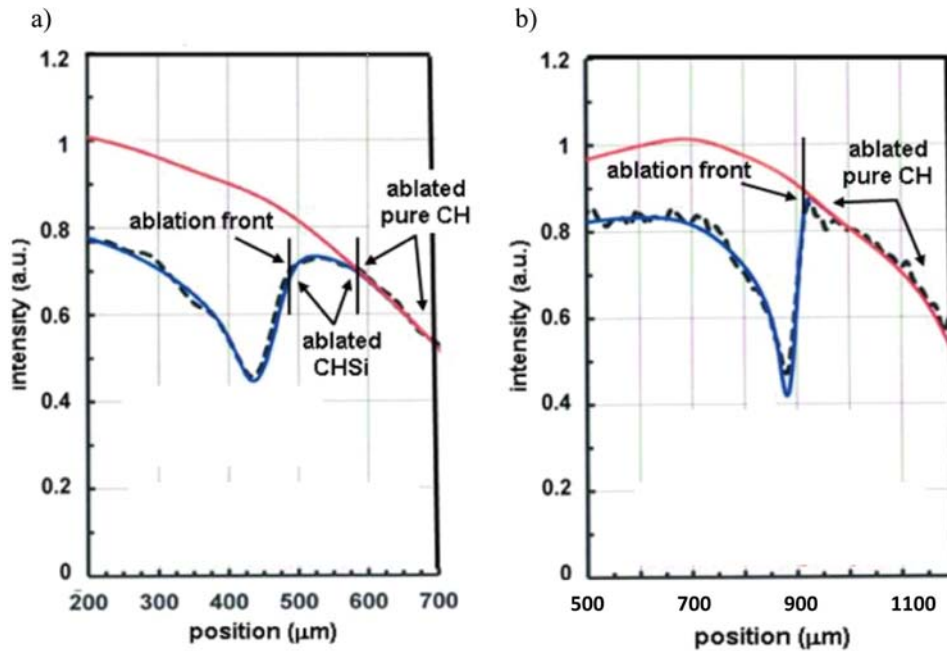 a)
1.2
1
0.8
0.6
0.4
0.2
0
intensity (a.u.)
ablation front
ablated
pure CH
ablated
CHSi
200 300 400 500 600 700
position (μm)
b)
1.2
1
0.8
0.6
0.4
0.2
0
intensity (a.u.)
ablation front
ablated
pure CH
500 700 900 1100
position (μm)